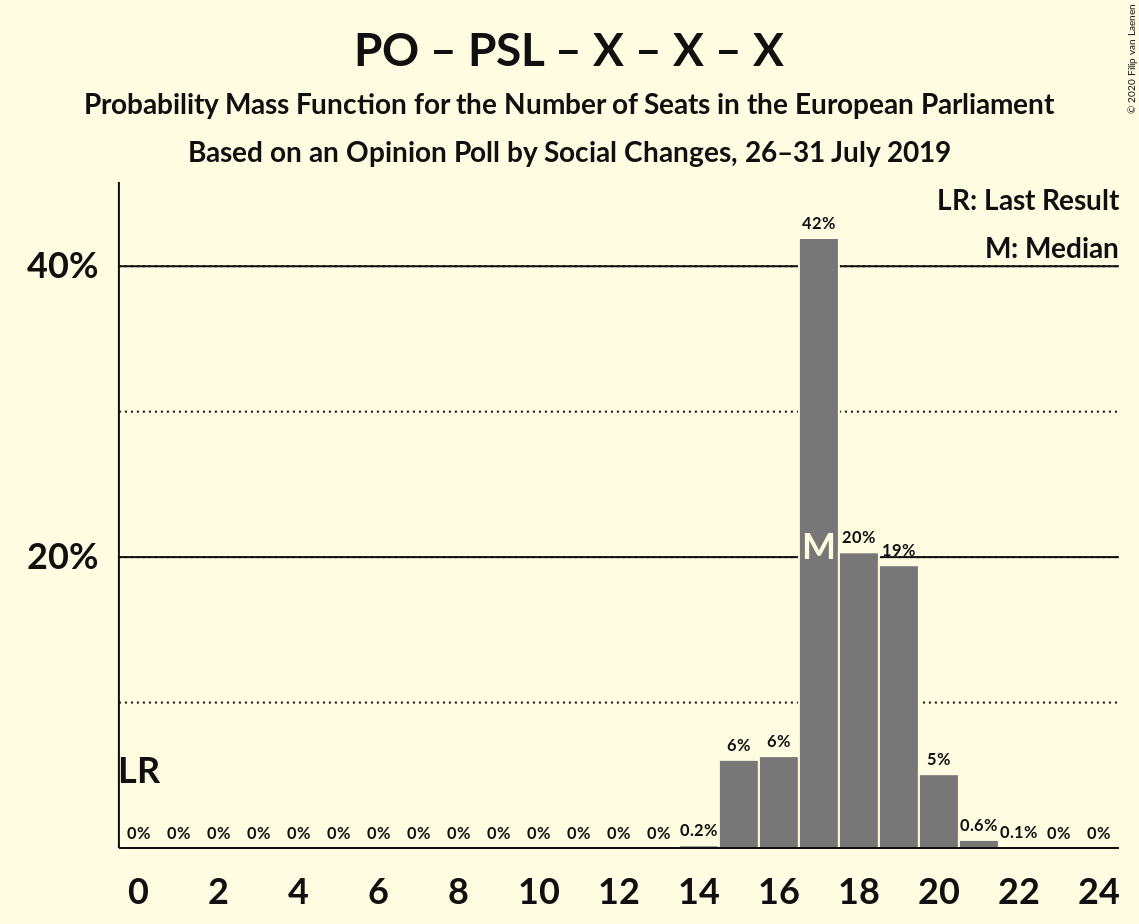 PO – PSL – X – X – X
Probability Mass Function for the Number of Seats in the European Parliament
Based on an Opinion Poll by Social Changes, 26–31 July 2019
© 2020 Filip van Laenen
LR: Last Result
M: Median
40%
20%
42%
M
20%
19%
LR
0% 0% 0% 0% 0% 0% 0% 0% 0% 0% 0% 0% 0% 0% 0.2% 6% 6% 5% 0.6% 0.1% 0% 0%
0 2 4 6 8 10 12 14 16 18 20 22 24